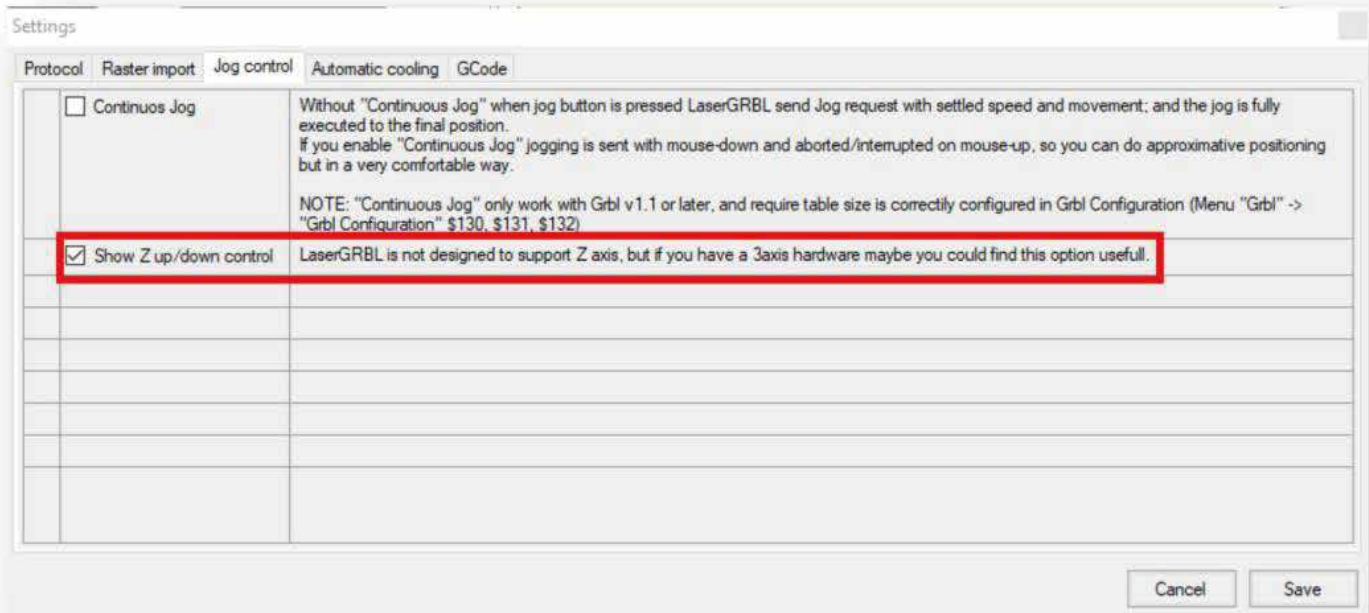 Settings
Protocol Raster import Jog control Automatic cooling GCode
Continuos Jog
Without "Continuous Jog" when jog button is pressed LaserGRBL send Jog request with settled speed and movement; and the jog is fully
executed to the final position.
If you enable "Continuous Jog" jogging is sent with mouse-down and aborted/interrupted on mouse-up, so you can do approximative positioning
but in a very comfortable way.
NOTE: "Continuous Jog" only work with Grbl v1.1 or later, and require table size is correctily configured in Grbl Configuration (Menu "Grbl" ->
"Grbl Configuration" $130, $131, $132)
Show Z up/down control
LaserGRBL is not designed to support Z axis, but if you have a 3axis hardware maybe you could find this option usefull.
Cancel Save